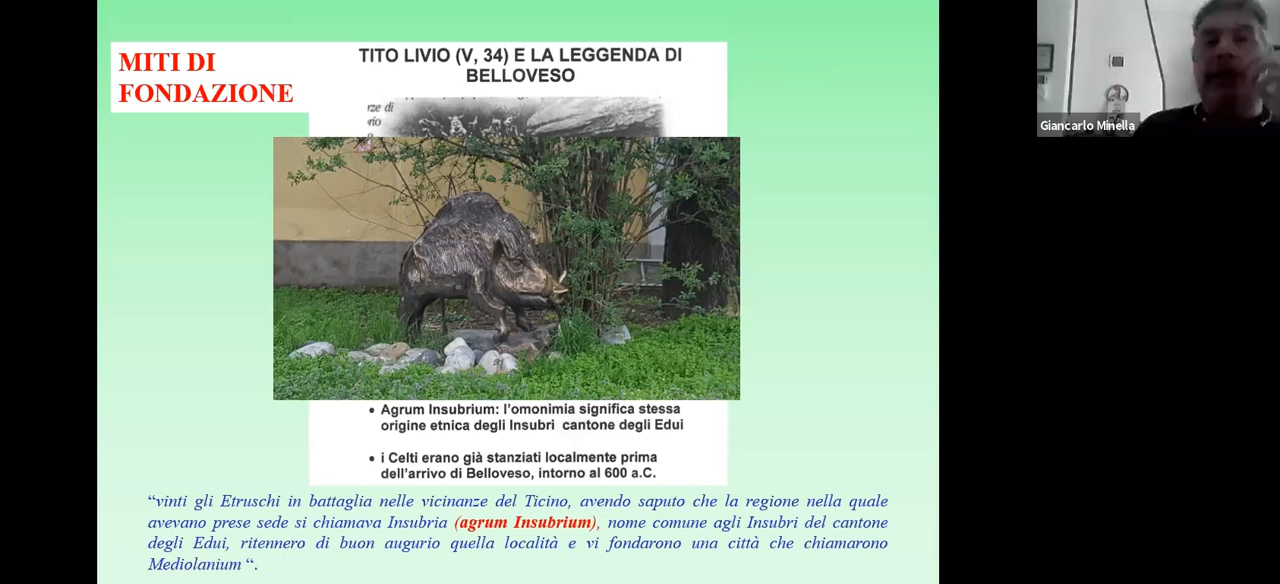 MITI DI
FONDAZIONE
TITO LIVIO (V, 34) E LA LEGGENDA DI
BELLOVESO
Giancarlo Minella
• Agrum Insubrium: l'omonimia significa stessa
origine etnica degli Insubri cantone degli Edui
• i Celti erano già stanziati localmente prima
dell'arrivo di Belloveso, intorno al 600 a.C.
“vinti gli Etruschi in battaglia nelle vicinanze del Ticino, avendo saputo che la regione nella quale
avevano prese sede si chiamava Insubria (agrum Insubrium), nome comune agli Insubri del cantone
degli Edui, ritennero di buon augurio quella località e vi fondarono una città che chiamarono
Mediolanium “.